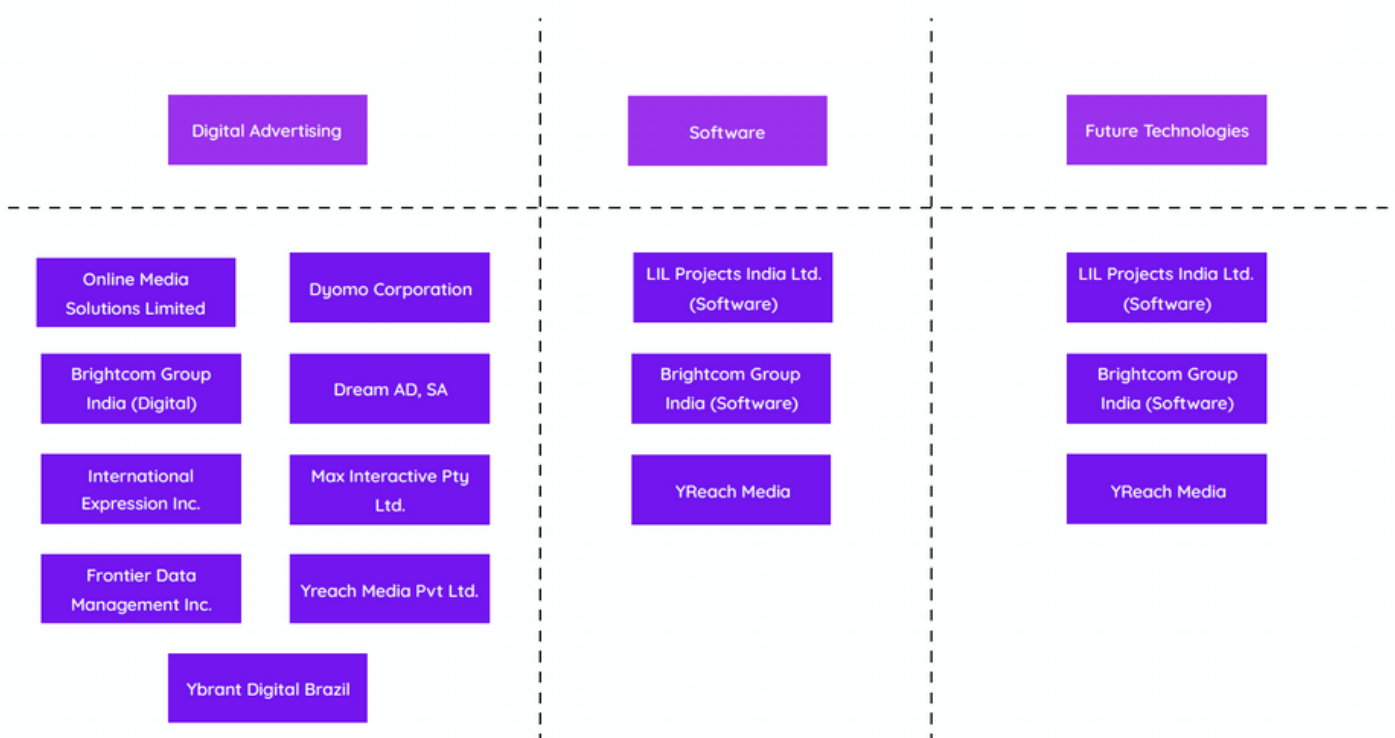 Digital Advertising
Software
Future Technologies
Online Media
Solutions Limited
Dyomo Corporation
Brightcom Group
India (Digital)
Dream AD, SA
International
Expression Inc.
Max Interactive Pty
Ltd.
Frontier Data
Management Inc.
Yreach Media Pvt Ltd.
Ybrant Digital Brazil
LIL Projects India Ltd.
(Software)
Brightcom Group
India (Software)
YReach Media
LIL Projects India Ltd.
(Software)
Brightcom Group
India (Software)
YReach Media